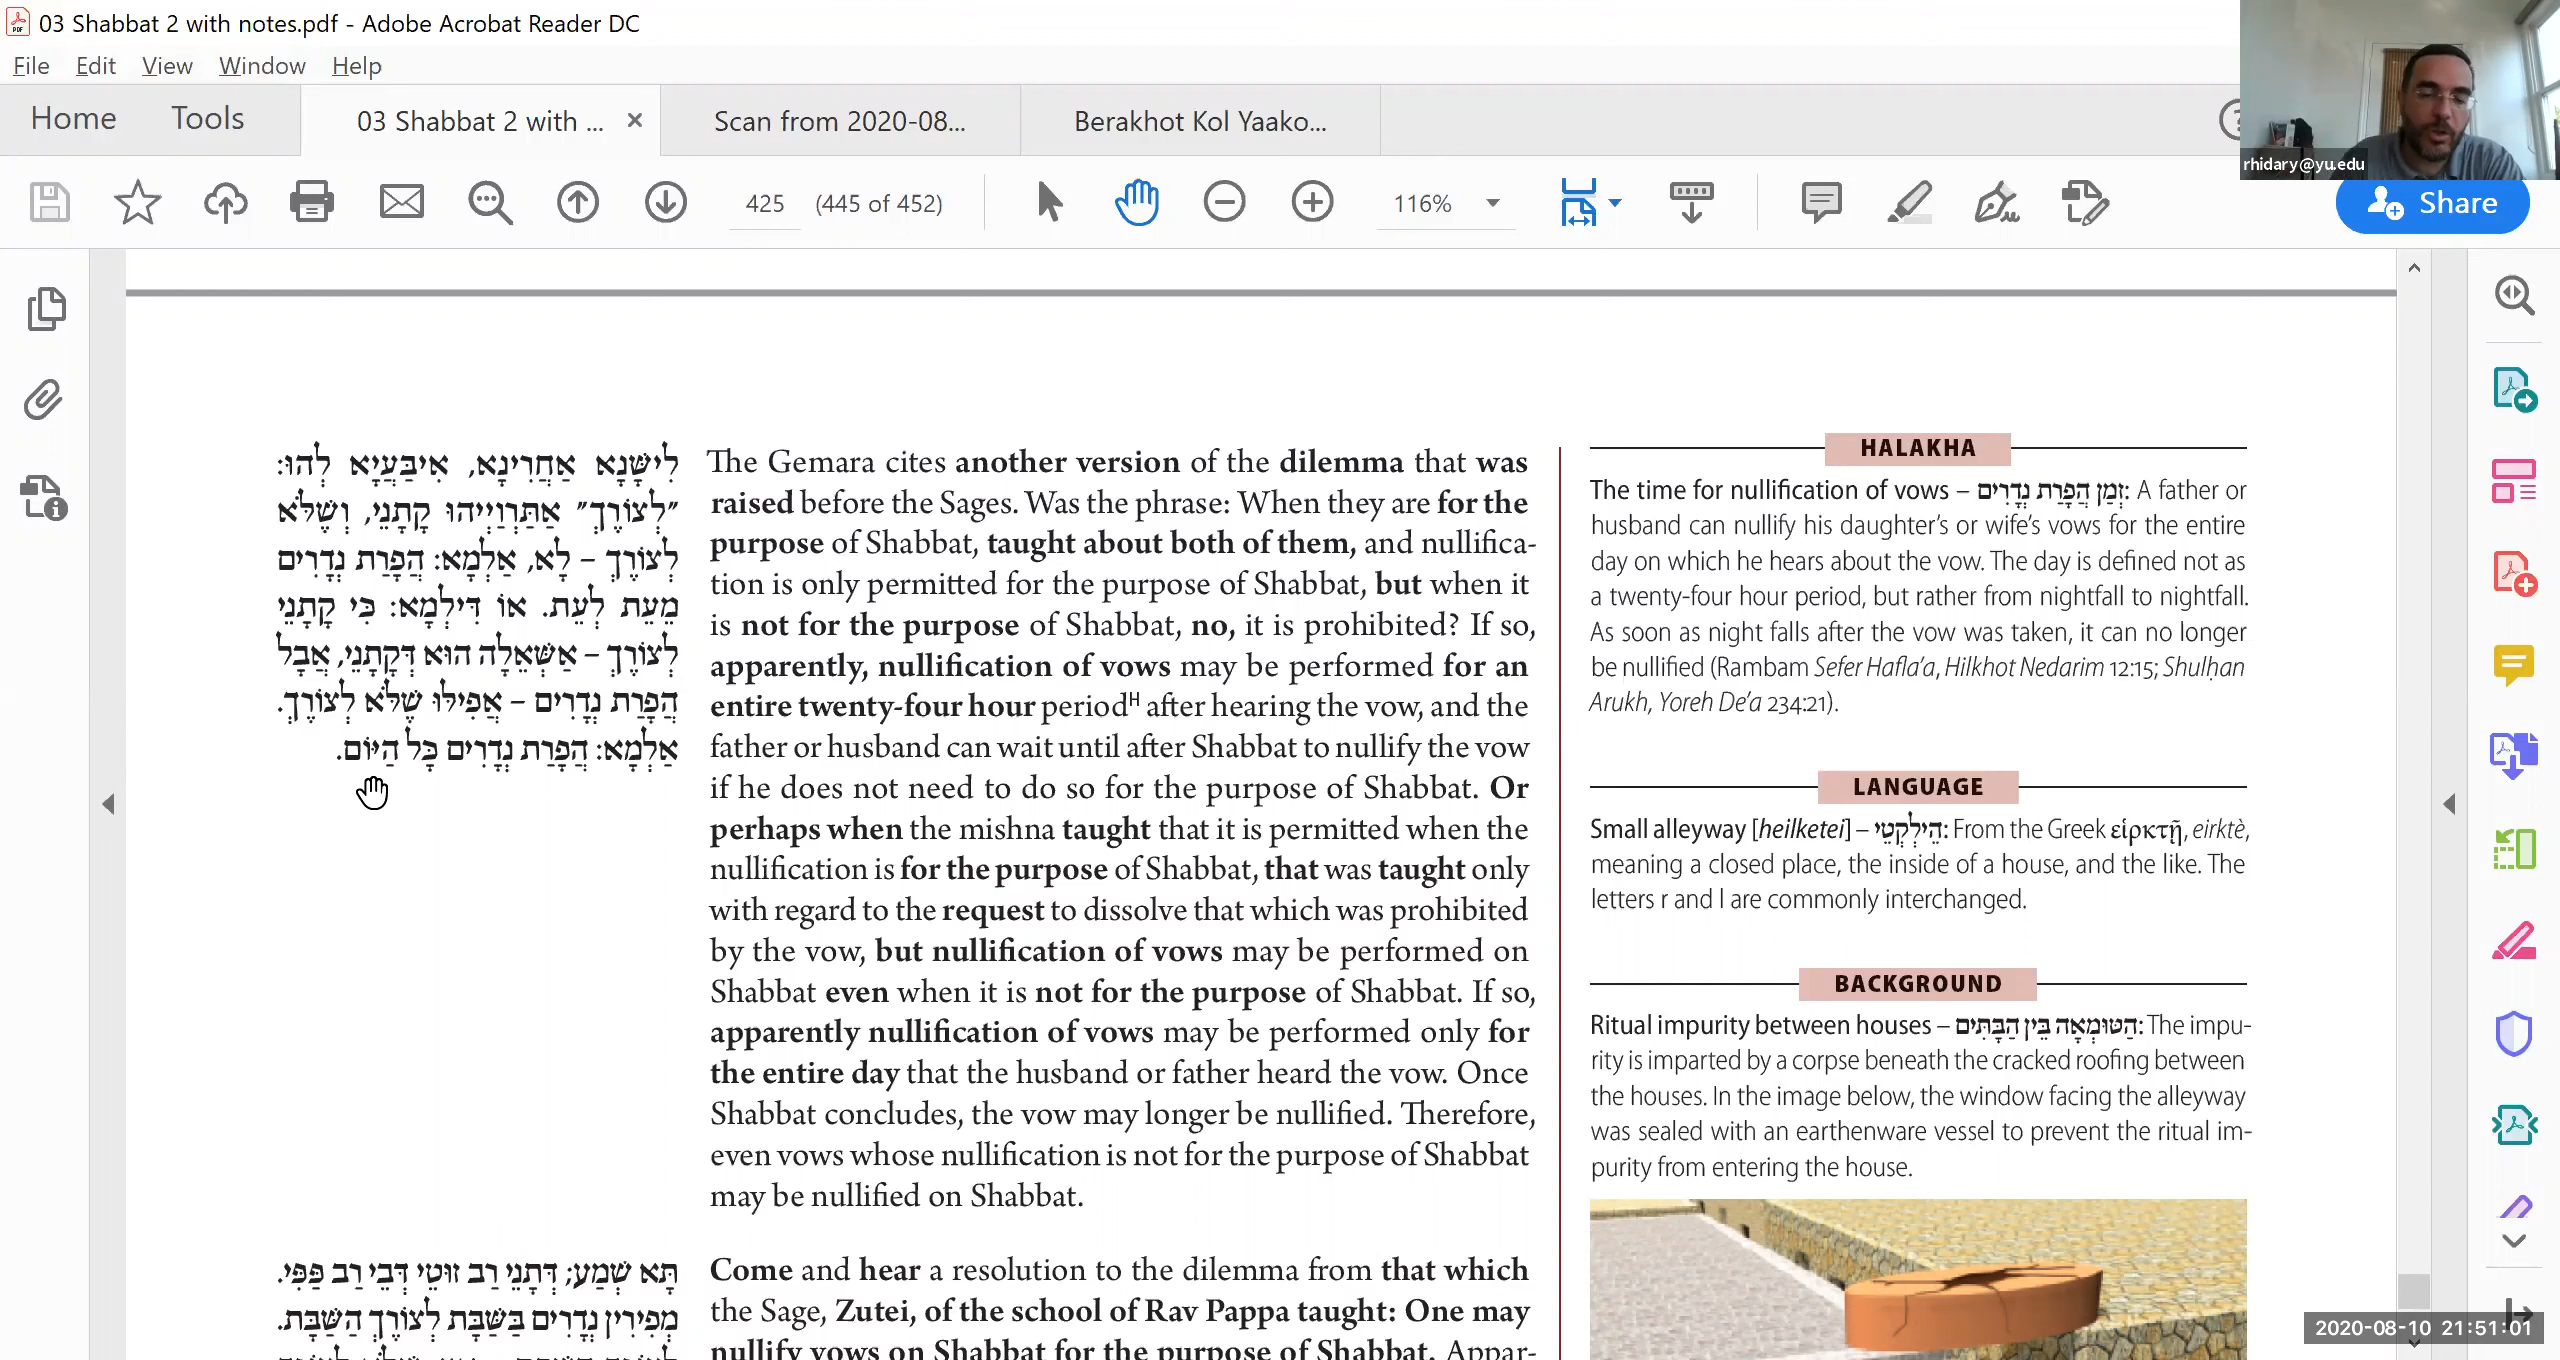 03 Shabbat 2 with notes.pdf - Adobe Acrobat Reader DC
File Edit View Window Help
Home Tools 03 Shabbat 2 with ... × Scan from 2020-08... Berakhot Kol Yaako...
rhidary@yu.edu
425 (445 of 452) 116% Share
לִישָּׁנָא אַחֲרִינָא, אִיבַּעֲיָא לְהוּ:
״לְצוֹרֶךְ״ אַתַּרְוַיְיהוּ קָתָנֵי, וְשֶׁלֹּא
לְצוֹרֶךְ – לָא, אַלְמָא: הֲפָרַת נְדָרִים
מֵעֵת לְעֵת. אוֹ דִּילְמָא: כִּי קָתָנֵי
לְצוֹרֶךְ – אַשְּׁאֵלָה הוּא דְּקָתָנֵי, אֲבָל
הֲפָרַת נְדָרִים – אֲפִילּוּ שֶׁלֹּא לְצוֹרֶךְ.
אַלְמָא: הֲפָרַת נְדָרִים כָּל הַיּוֹם.
The Gemara cites another version of the dilemma that was
raised before the Sages. Was the phrase: When they are for the
purpose of Shabbat, taught about both of them, and nullifica-
tion is only permitted for the purpose of Shabbat, but when it
is not for the purpose of Shabbat, no, it is prohibited? If so,
apparently, nullification of vows may be performed for an
entire twenty-four hour periodᴴ after hearing the vow, and the
father or husband can wait until after Shabbat to nullify the vow
if he does not need to do so for the purpose of Shabbat. Or
perhaps when the mishna taught that it is permitted when the
nullification is for the purpose of Shabbat, that was taught only
with regard to the request to dissolve that which was prohibited
by the vow, but nullification of vows may be performed on
Shabbat even when it is not for the purpose of Shabbat. If so,
apparently nullification of vows may be performed only for
the entire day that the husband or father heard the vow. Once
Shabbat concludes, the vow may longer be nullified. Therefore,
even vows whose nullification is not for the purpose of Shabbat
may be nullified on Shabbat.
תָּא שְׁמַע; דְּתָנֵי רַב זוּטֵי דְּבֵי רַב פַּפִּי.
מְפִירִין נְדָרִים בַּשַּׁבָּת לְצוֹרֶךְ הַשַּׁבָּת.
Come and hear a resolution to the dilemma from that which
the Sage, Zutei, of the school of Rav Pappa taught: One may
nullify vows on Shabbat for the purpose of Shabbat. Appar-
HALAKHA
The time for nullification of vows – זְמַן הֲפָרַת נְדָרִים: A father or
husband can nullify his daughter's or wife's vows for the entire
day on which he hears about the vow. The day is defined not as
a twenty-four hour period, but rather from nightfall to nightfall.
As soon as night falls after the vow was taken, it can no longer
be nullified (Rambam Sefer Hafla'a, Hilkhot Nedarim 12:15; Shulḥan
Arukh, Yoreh De'a 234:21).
LANGUAGE
Small alleyway [heilketei] – הֵילְקְטֵי: From the Greek εἱρκτῆ, eirktè,
meaning a closed place, the inside of a house, and the like. The
letters r and l are commonly interchanged.
BACKGROUND
Ritual impurity between houses – הַטּוּמְאָה בֵּין הַבָּתִּים: The impu-
rity is imparted by a corpse beneath the cracked roofing between
the houses. In the image below, the window facing the alleyway
was sealed with an earthenware vessel to prevent the ritual im-
purity from entering the house.
2020-08-10 21:51:01